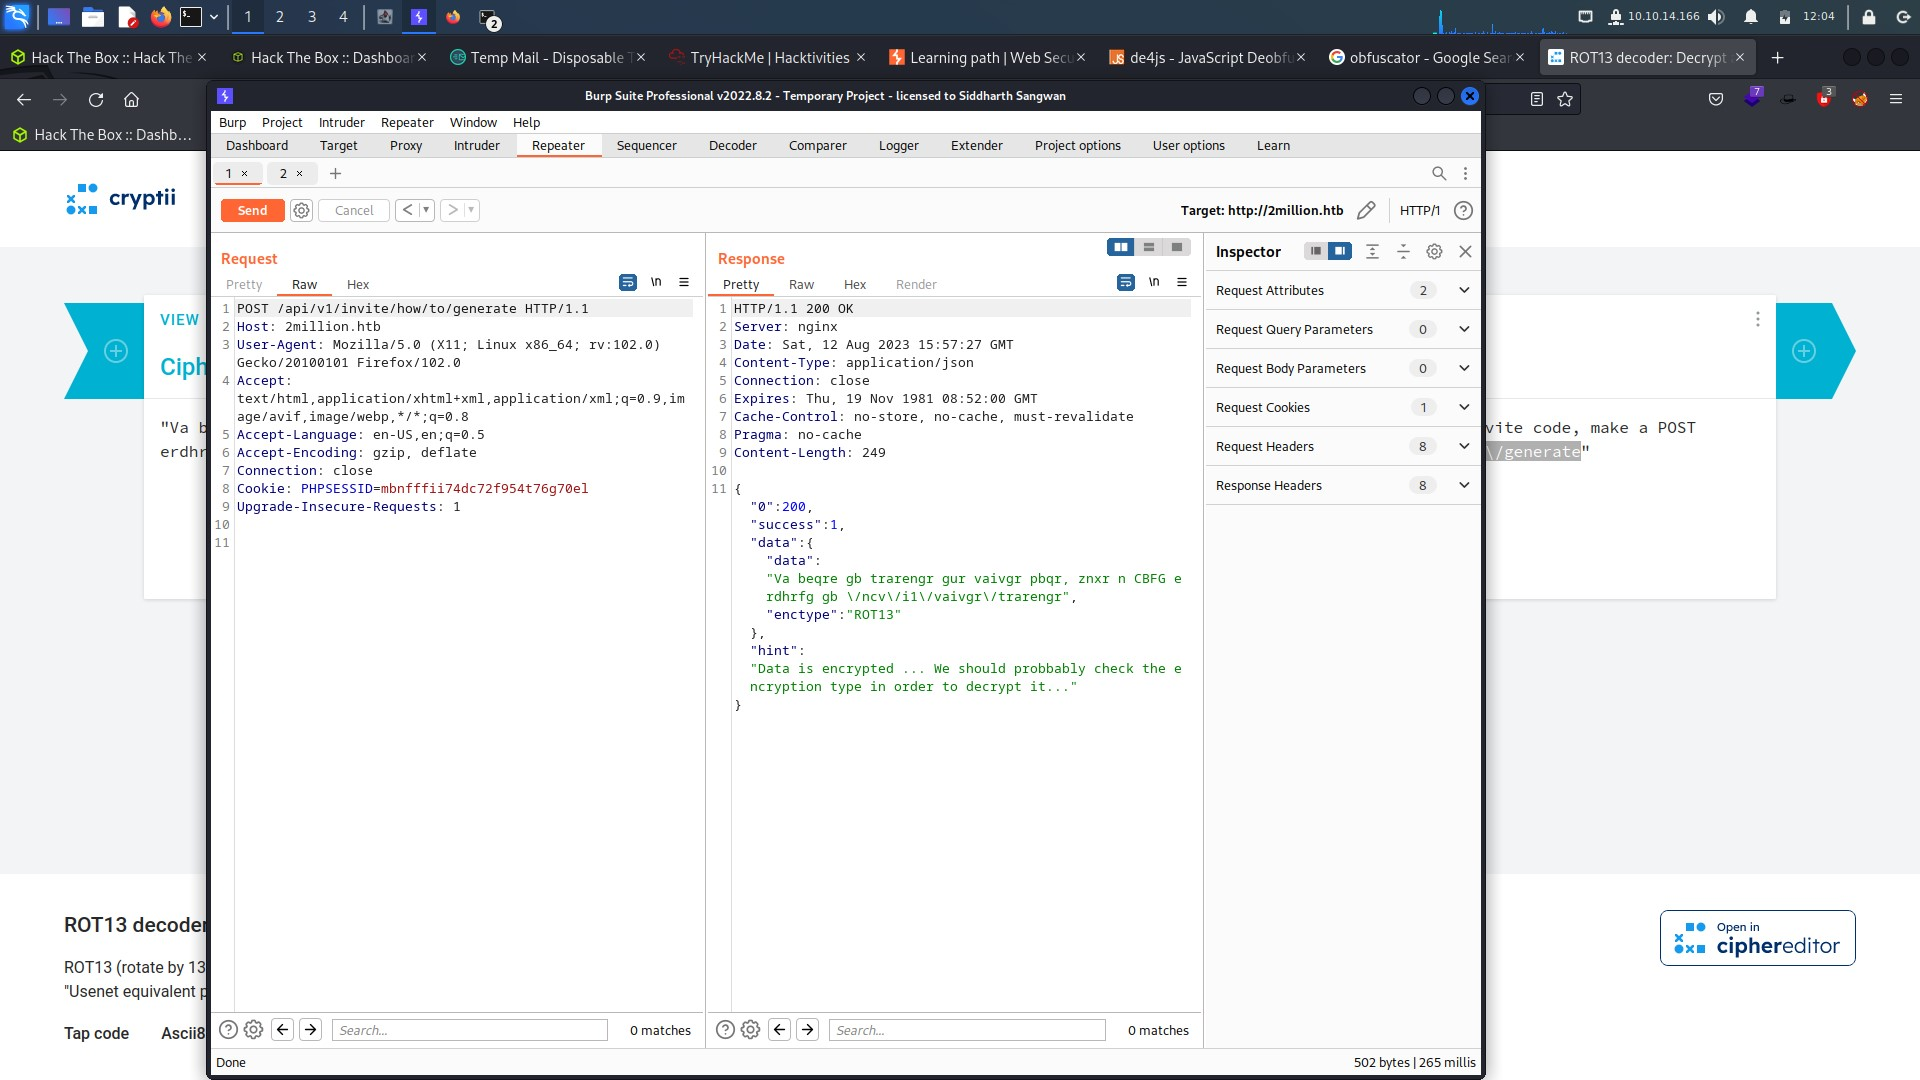 1 2 3 4 2 10.10.14.166 12:04
Hack The Box :: Hack The Hack The Box :: Dashboar Temp Mail - Disposable T TryHackMe | Hacktivities Learning path | Web Secu de4js - JavaScript Deobfu obfuscator - Google Sear ROT13 decoder: Decrypt
7 3
Hack The Box :: Dashb...
cryptii
VIEW
Ciph
"Va b
erdhr
vite code, make a POST
\/generate"
ROT13 decoder
ROT13 (rotate by 13
"Usenet equivalent p
Tap code Ascii8
Open in
ciphereditor
Burp Suite Professional v2022.8.2 - Temporary Project - licensed to Siddharth Sangwan
Burp Project Intruder Repeater Window Help
Dashboard Target Proxy Intruder Repeater Sequencer Decoder Comparer Logger Extender Project options User options Learn
1 × 2 × +
Send Cancel < >
Target: http://2million.htb HTTP/1 ?
Request
Pretty Raw Hex \n
1 POST /api/v1/invite/how/to/generate HTTP/1.1
2 Host: 2million.htb
3 User-Agent: Mozilla/5.0 (X11; Linux x86_64; rv:102.0)
Gecko/20100101 Firefox/102.0
4 Accept:
text/html,application/xhtml+xml,application/xml;q=0.9,im
age/avif,image/webp,*/*;q=0.8
5 Accept-Language: en-US,en;q=0.5
6 Accept-Encoding: gzip, deflate
7 Connection: close
8 Cookie: PHPSESSID=mbnfffii74dc72f954t76g70el
9 Upgrade-Insecure-Requests: 1
10
11
Search... 0 matches
Response
Pretty Raw Hex Render \n
1 HTTP/1.1 200 OK
2 Server: nginx
3 Date: Sat, 12 Aug 2023 15:57:27 GMT
4 Content-Type: application/json
5 Connection: close
6 Expires: Thu, 19 Nov 1981 08:52:00 GMT
7 Cache-Control: no-store, no-cache, must-revalidate
8 Pragma: no-cache
9 Content-Length: 249
10
11 {
"0":200,
"success":1,
"data":{
"data":
"Va beqre gb trarengr gur vaivgr pbqr, znxr n CBFG e
rdhrfg gb \/ncv\/i1\/vaivgr\/trarengr",
"enctype":"ROT13"
},
"hint":
"Data is encrypted ... We should probbably check the e
ncryption type in order to decrypt it..."
}
Search... 0 matches
Inspector
Request Attributes 2
Request Query Parameters 0
Request Body Parameters 0
Request Cookies 1
Request Headers 8
Response Headers 8
Done 502 bytes | 265 millis